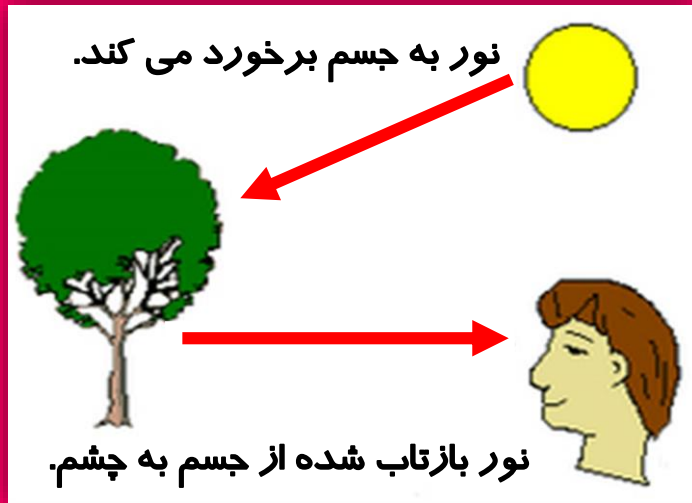 نور به جسم برخورد می کند.
نور بازتاب شده از جسم به چشم.